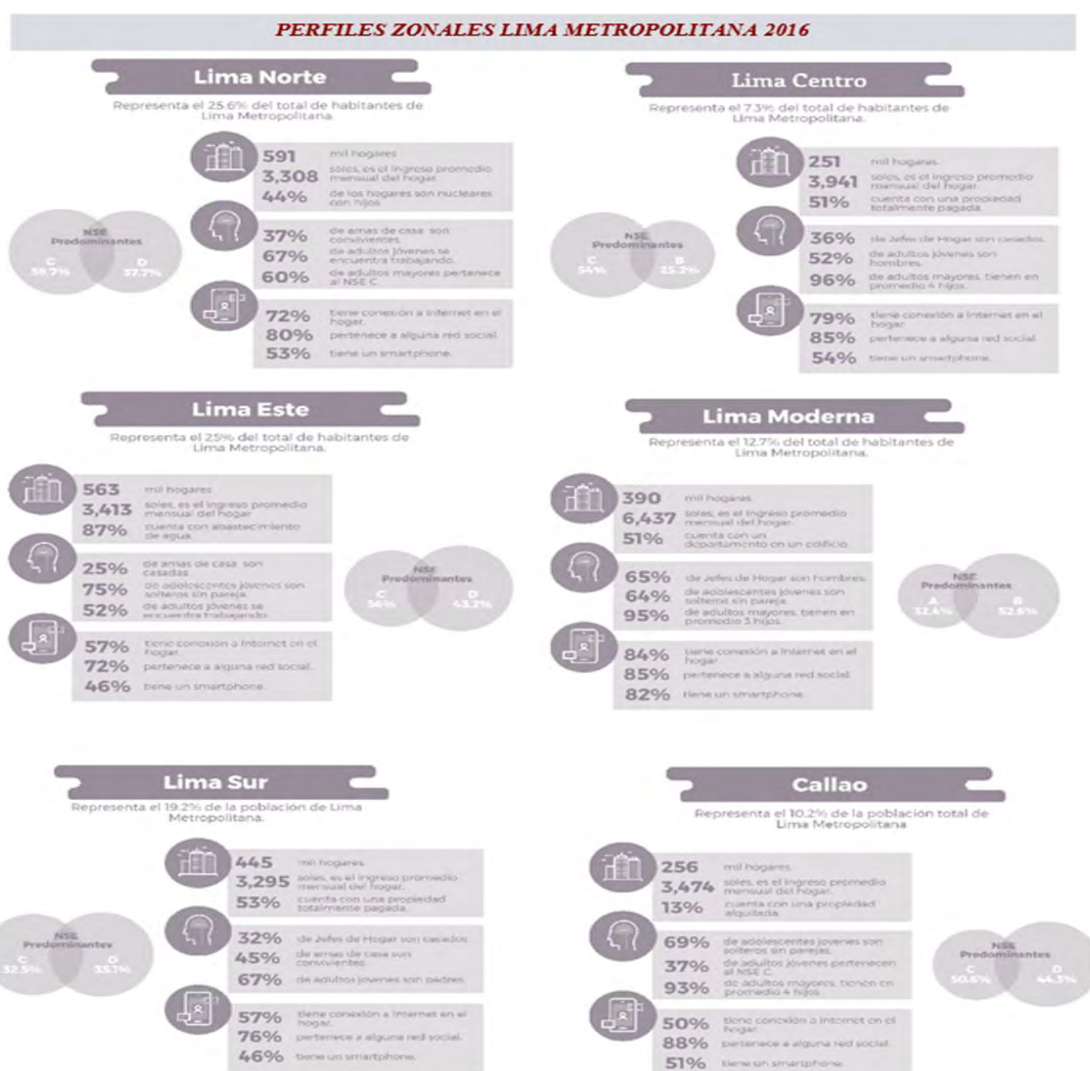 PERFILES ZONALES LIMA METROPOLITANA 2016
Lima Norte
Representa el 25.6% del total de habitantes de
Lima Metropolitana.
591 mil hogares.
3,308 soles, es el ingreso promedio
mensual del hogar.
44% de los hogares son nucleares
con hijos.
NSE
Predominantes
C D
37.7%
37% de amas de casa son
convivientes.
67% de adultos jóvenes se
encuentra trabajando.
60% de adultos mayores pertenece
al NSE C.
72% tiene conexión a Internet en el
hogar.
80% pertenece a alguna red social.
53% tiene un smartphone.
Lima Centro
Representa el 7.3% del total de habitantes de
Lima Metropolitana.
251 mil hogares.
3,941 soles, es el ingreso promedio
mensual del hogar.
51% cuenta con una propiedad
totalmente pagada.
NSE
Predominantes
C B
54% 25.2%
36% de Jefes de Hogar son casados.
52% de adultos jóvenes son
hombres.
96% de adultos mayores, tienen en
promedio 4 hijos.
79% tiene conexión a Internet en el
hogar.
85% pertenece a alguna red social.
54% tiene un smartphone.
Lima Este
Representa el 25% del total de habitantes de
Lima Metropolitana.
563 mil hogares.
3,413 soles, es el ingreso promedio
mensual del hogar.
87% cuenta con abastecimiento
de agua.
25% de amas de casa son
casadas.
75% de adolescentes jóvenes son
solteros sin pareja.
52% de adultos jóvenes se
encuentra trabajando.
57% tiene conexión a Internet en el
hogar.
72% pertenece a alguna red social.
46% tiene un smartphone.
NSE
Predominantes
C D
56% 43.2%
Lima Moderna
Representa el 12.7% del total de habitantes de
Lima Metropolitana.
390 mil hogares.
6,437 soles, es el ingreso promedio
mensual del hogar.
51% cuenta con un
departamento en un edificio.
65% de Jefes de Hogar son hombres.
64% de adolescentes jóvenes son
solteros sin pareja.
95% de adultos mayores, tienen en
promedio 3 hijos.
84% tiene conexión a Internet en el
hogar.
85% pertenece a alguna red social.
82% tiene un smartphone.
NSE
Predominantes
A B
32.4% 52.6%
Lima Sur
Representa el 19.2% de la población de Lima
Metropolitana.
445 mil hogares.
3,295 soles, es el ingreso promedio
mensual del hogar.
53% cuenta con una propiedad
totalmente pagada.
NSE
Predominantes
C D
32.5% 35.1%
32% de Jefes de Hogar son casados.
45% de amas de casa son
convivientes.
67% de adultos jóvenes son padres.
57% tiene conexión a Internet en el
hogar.
76% pertenece a alguna red social.
46% tiene un smartphone.
Callao
Representa el 10.2% de la población total de
Lima Metropolitana
256 mil hogares.
3,474 soles, es el ingreso promedio
mensual del hogar.
13% cuenta con una propiedad
alquilada.
69% de adolescentes jóvenes son
solteros sin parejas.
37% de adultos jóvenes pertenecen
al NSE C.
93% de adultos mayores, tienen en
promedio 4 hijos.
50% tiene conexión a Internet en el
hogar.
88% pertenece a alguna red social.
51% tiene un smartphone.
NSE
Predominantes
C D
50.6% 44.3%